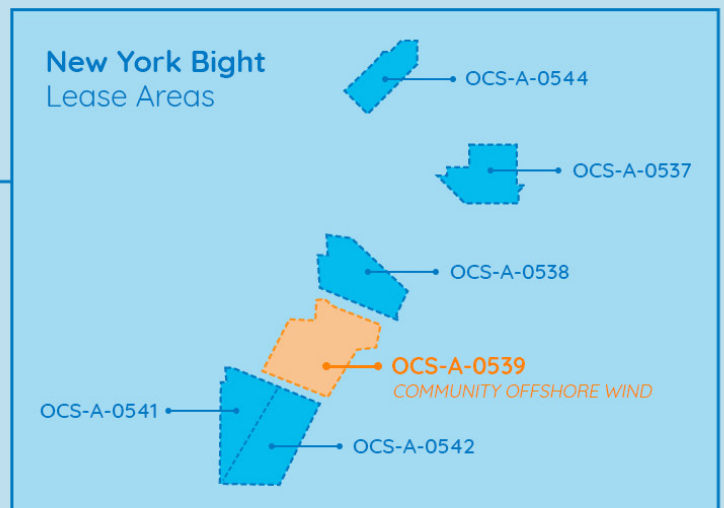 New York Bight
Lease Areas
OCS-A-0544
OCS-A-0537
OCS-A-0538
OCS-A-0539
COMMUNITY OFFSHORE WIND
OCS-A-0541
OCS-A-0542